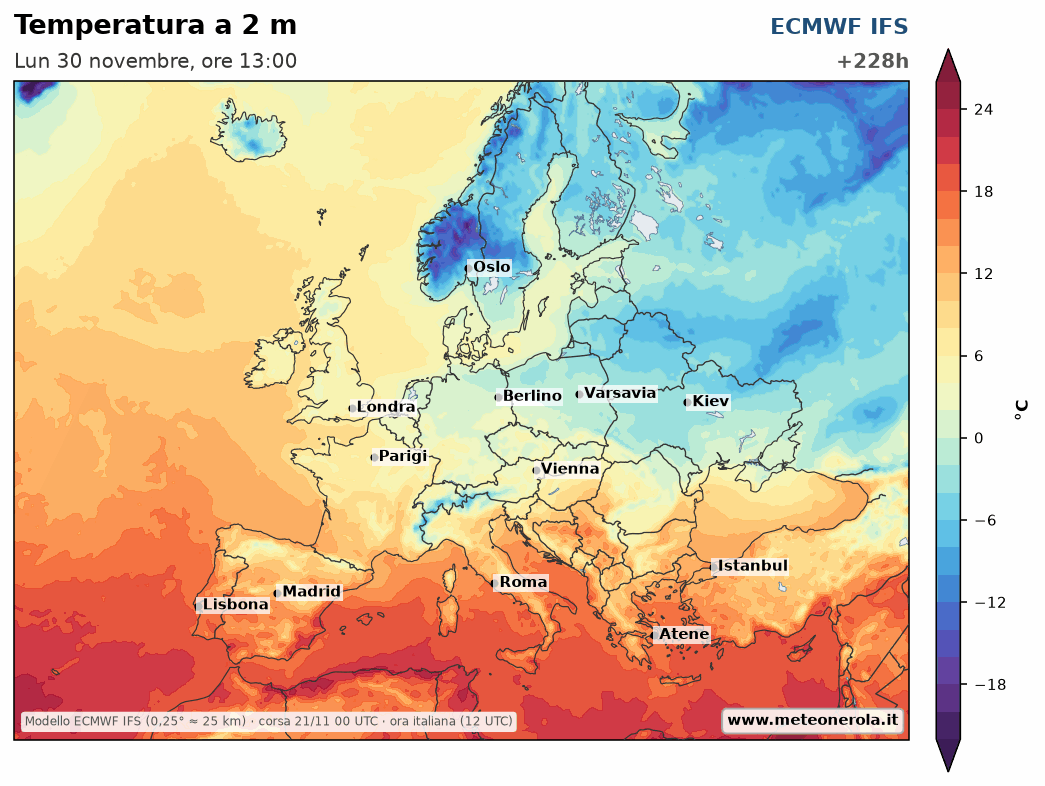 Temperatura a 2 m
ECMWF IFS
Lun 30 novembre, ore 13:00
+228h
24
18
12
6
0
−6
−12
−18
°C
Oslo
Londra
Berlino
Varsavia
Kiev
Parigi
Vienna
Istanbul
Roma
Madrid
Lisbona
Atene
Modello ECMWF IFS (0,25° ≈ 25 km) · corsa 21/11 00 UTC · ora italiana (12 UTC)
www.meteonerola.it